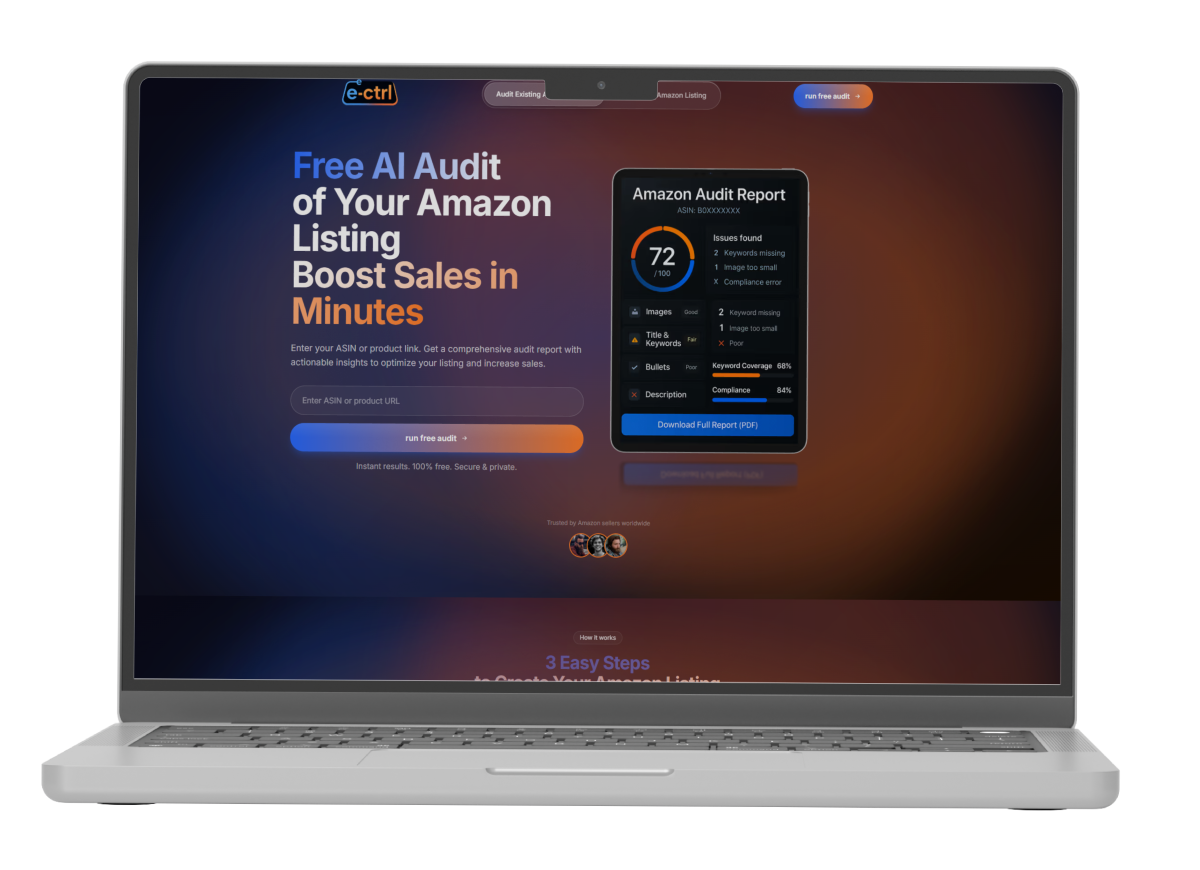 e-ctrl
Audit Existing A
Amazon Listing
run free audit →
Free AI Audit
of Your Amazon
Listing
Boost Sales in
Minutes
Enter your ASIN or product link. Get a comprehensive audit report with
actionable insights to optimize your listing and increase sales.
Enter ASIN or product URL
run free audit →
Instant results. 100% free. Secure & private.
Amazon Audit Report
ASIN: B0XXXXXXX
72
/100
Issues found
2 Keywords missing
1 Image too small
X Compliance error
Images Good
Title &
Keywords Fair
Bullets Poor
Description
2 Keyword missing
1 Image too small
✕ Poor
Keyword Coverage 68%
Compliance 84%
Download Full Report (PDF)
Trusted by Amazon sellers worldwide
How it works
3 Easy Steps
to Create Your Amazon Listing